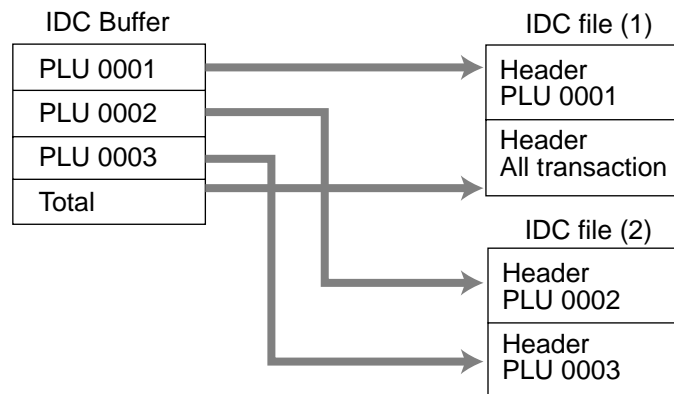 IDC Buffer
PLU 0001
PLU 0002
PLU 0003
Total
IDC file (1)
Header
PLU 0001
Header
All transaction
IDC file (2)
Header
PLU 0002
Header
PLU 0003